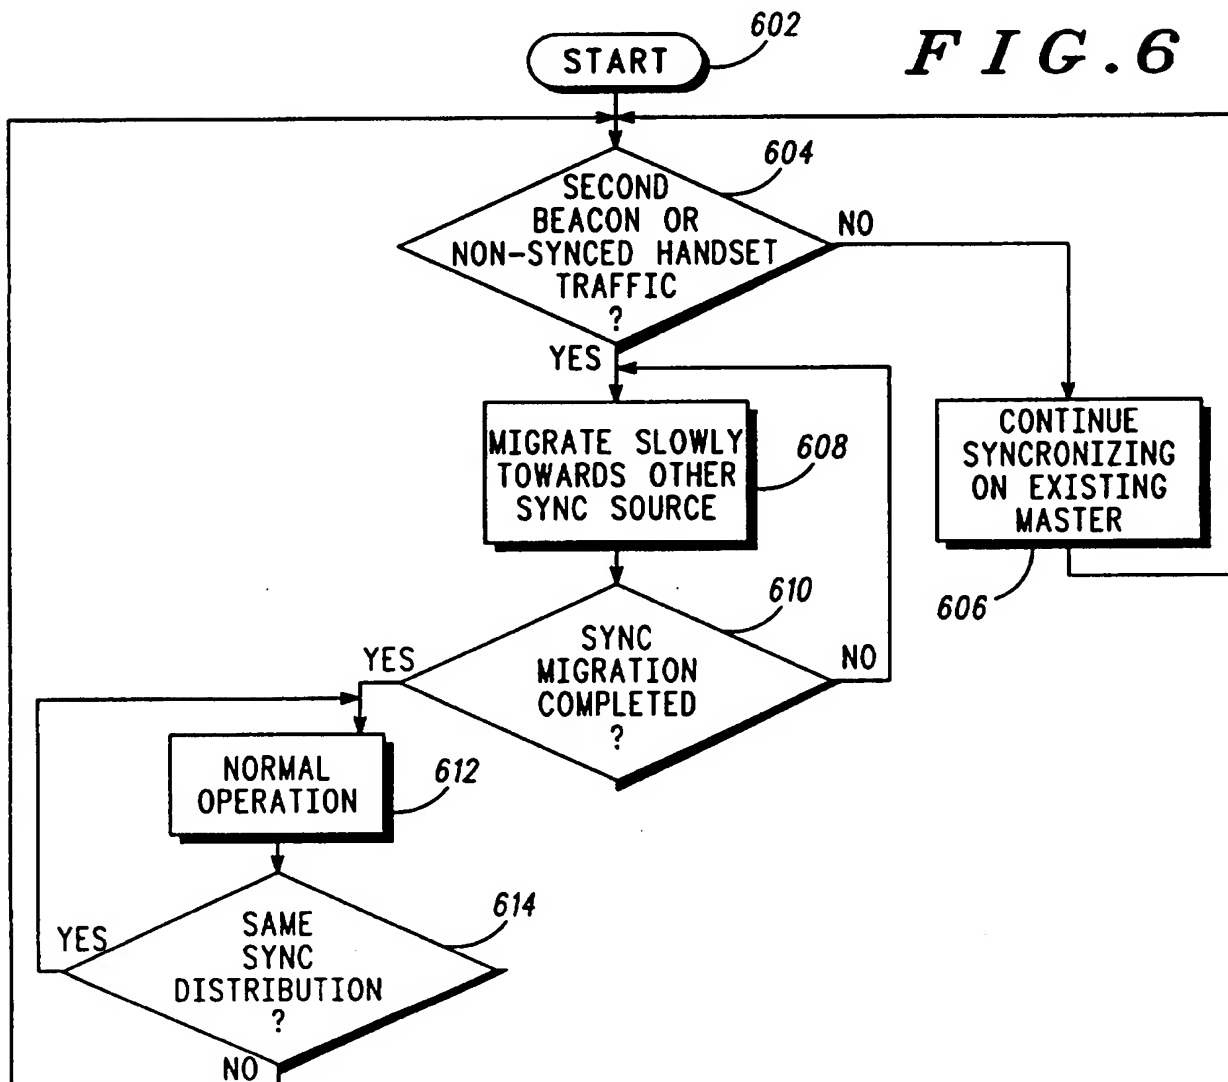 602
FIG.6
START
604
SECOND
BEACON OR
NON-SYNCED HANDSET
TRAFFIC
?
NO
YES
MIGRATE SLOWLY
TOWARDS OTHER
SYNC SOURCE
608
CONTINUE
SYNCRONIZING
ON EXISTING
MASTER
606
610
SYNC
MIGRATION
COMPLETED
?
YES
NO
NORMAL
OPERATION
612
614
SAME
SYNC
DISTRIBUTION
?
YES
NO